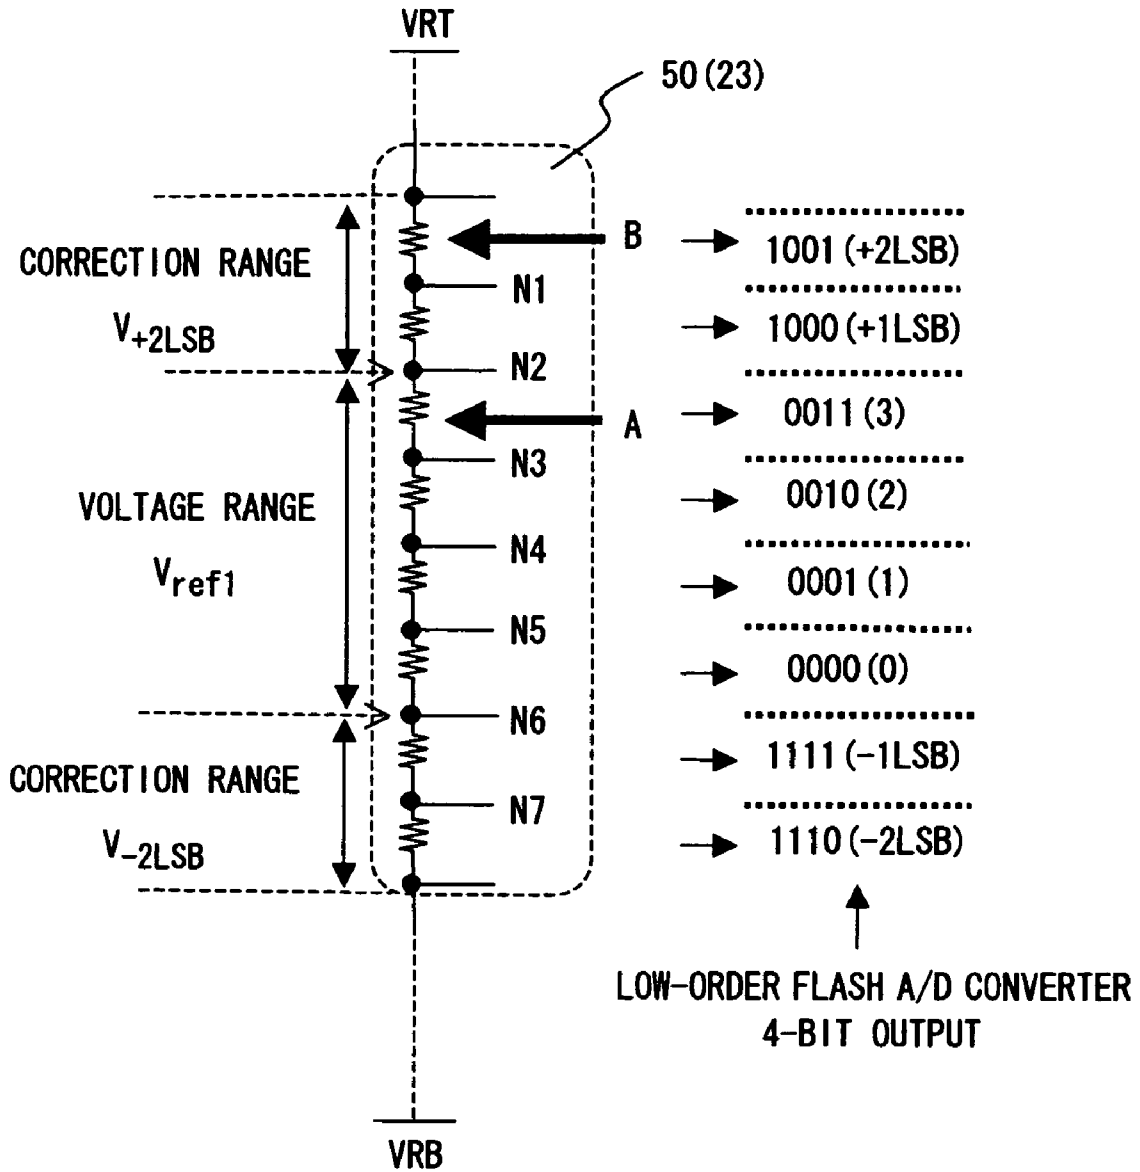 VRT
50(23)
B
1001(+2LSB)
CORRECTION RANGE
V+2LSB
N1
1000(+1LSB)
N2
A
0011(3)
N3
VOLTAGE RANGE
Vref1
0010(2)
N4
0001(1)
N5
0000(0)
N6
CORRECTION RANGE
V-2LSB
1111(-1LSB)
N7
1110(-2LSB)
LOW-ORDER FLASH A/D CONVERTER
4-BIT OUTPUT
VRB